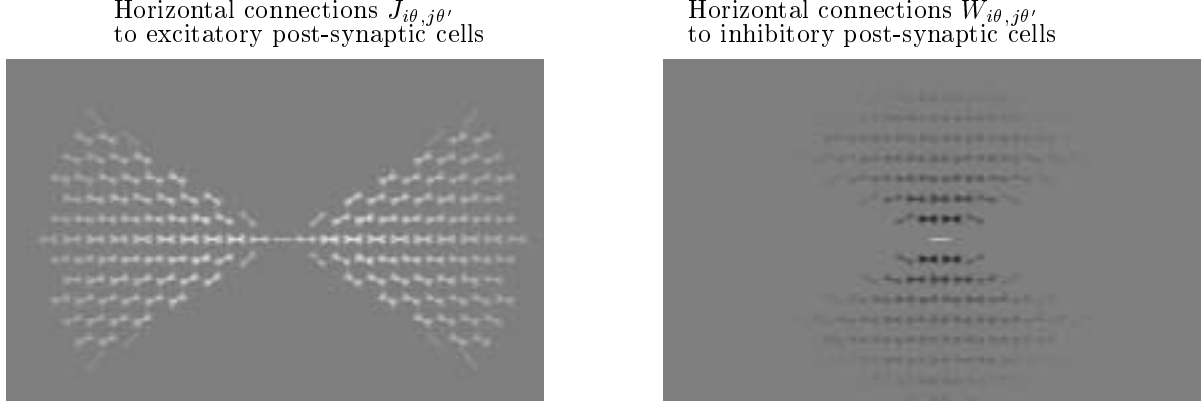 Horizontal connections J_{iθ,jθ'}
to excitatory post-synaptic cells
Horizontal connections W_{iθ,jθ'}
to inhibitory post-synaptic cells